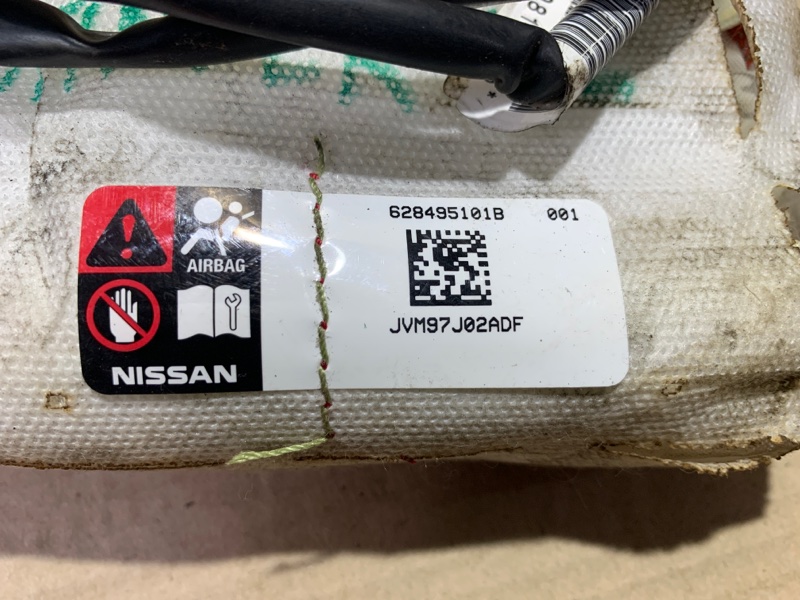 628495101B 001
AIRBAG
JVM97J02ADF
NISSAN